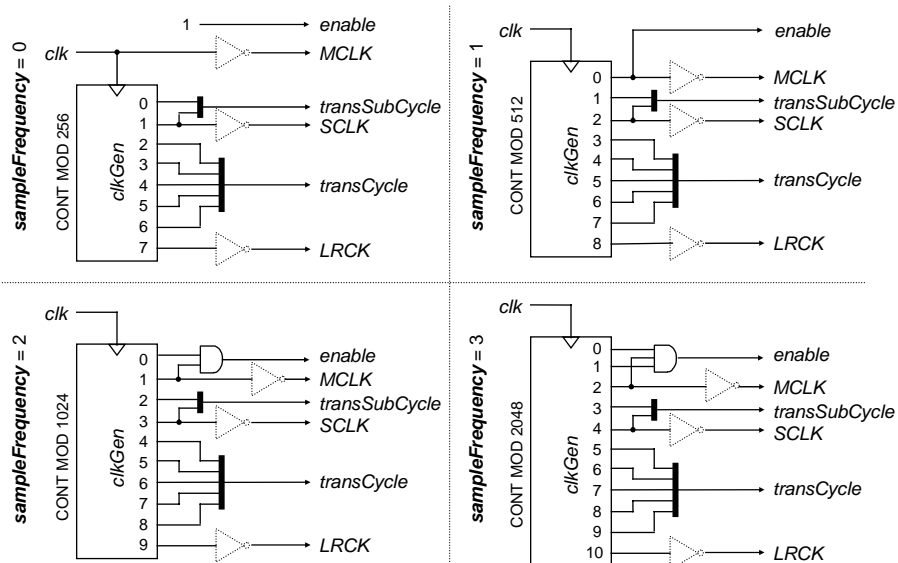 sampleFrequency = 0
1
enable
clk
MCLK
CONT MOD 256
clkGen
0
1
2
3
4
5
6
7
transSubCycle
SCLK
transCycle
LRCK
sampleFrequency = 1
clk
enable
CONT MOD 512
clkGen
0
1
2
3
4
5
6
7
8
MCLK
transSubCycle
SCLK
transCycle
LRCK
sampleFrequency = 2
clk
CONT MOD 1024
clkGen
0
1
2
3
4
5
6
7
8
9
enable
MCLK
transSubCycle
SCLK
transCycle
LRCK
sampleFrequency = 3
clk
CONT MOD 2048
clkGen
0
1
2
3
4
5
6
7
8
9
10
enable
MCLK
transSubCycle
SCLK
transCycle
LRCK